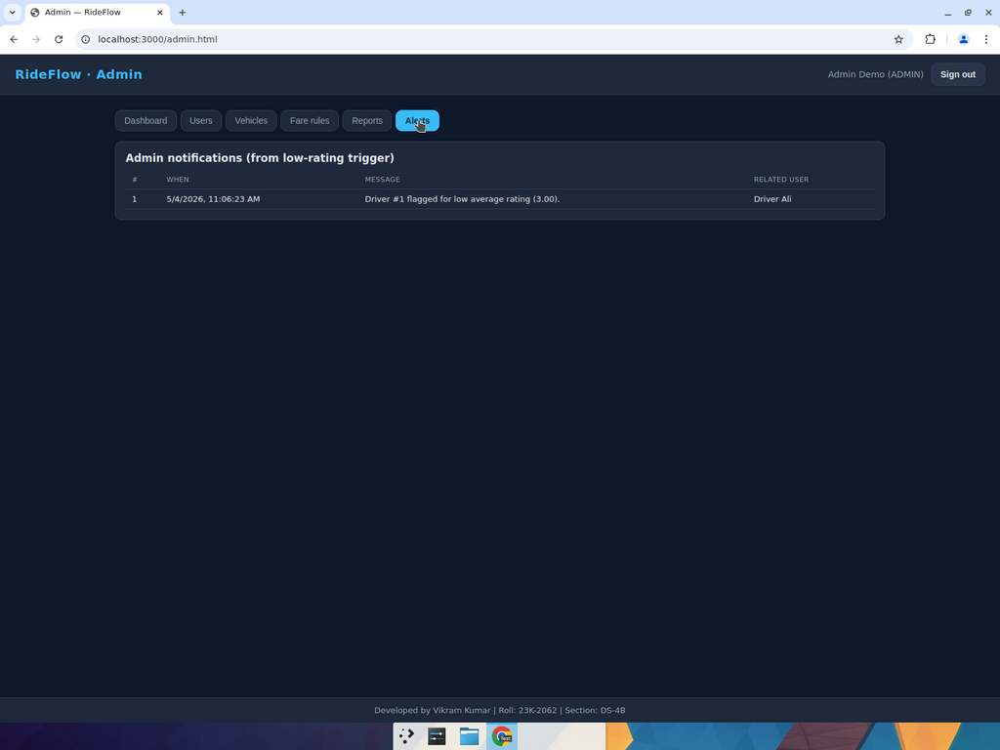 Admin — RideFlow
localhost:3000/admin.html
RideFlow · Admin
Admin Demo (ADMIN)
Sign out
Dashboard
Users
Vehicles
Fare rules
Reports
Alerts
Admin notifications (from low-rating trigger)
# WHEN MESSAGE RELATED USER
1 5/4/2026, 11:06:23 AM Driver #1 flagged for low average rating (3.00). Driver Ali
Developed by Vikram Kumar | Roll: 23K-2062 | Section: DS-4B
Test